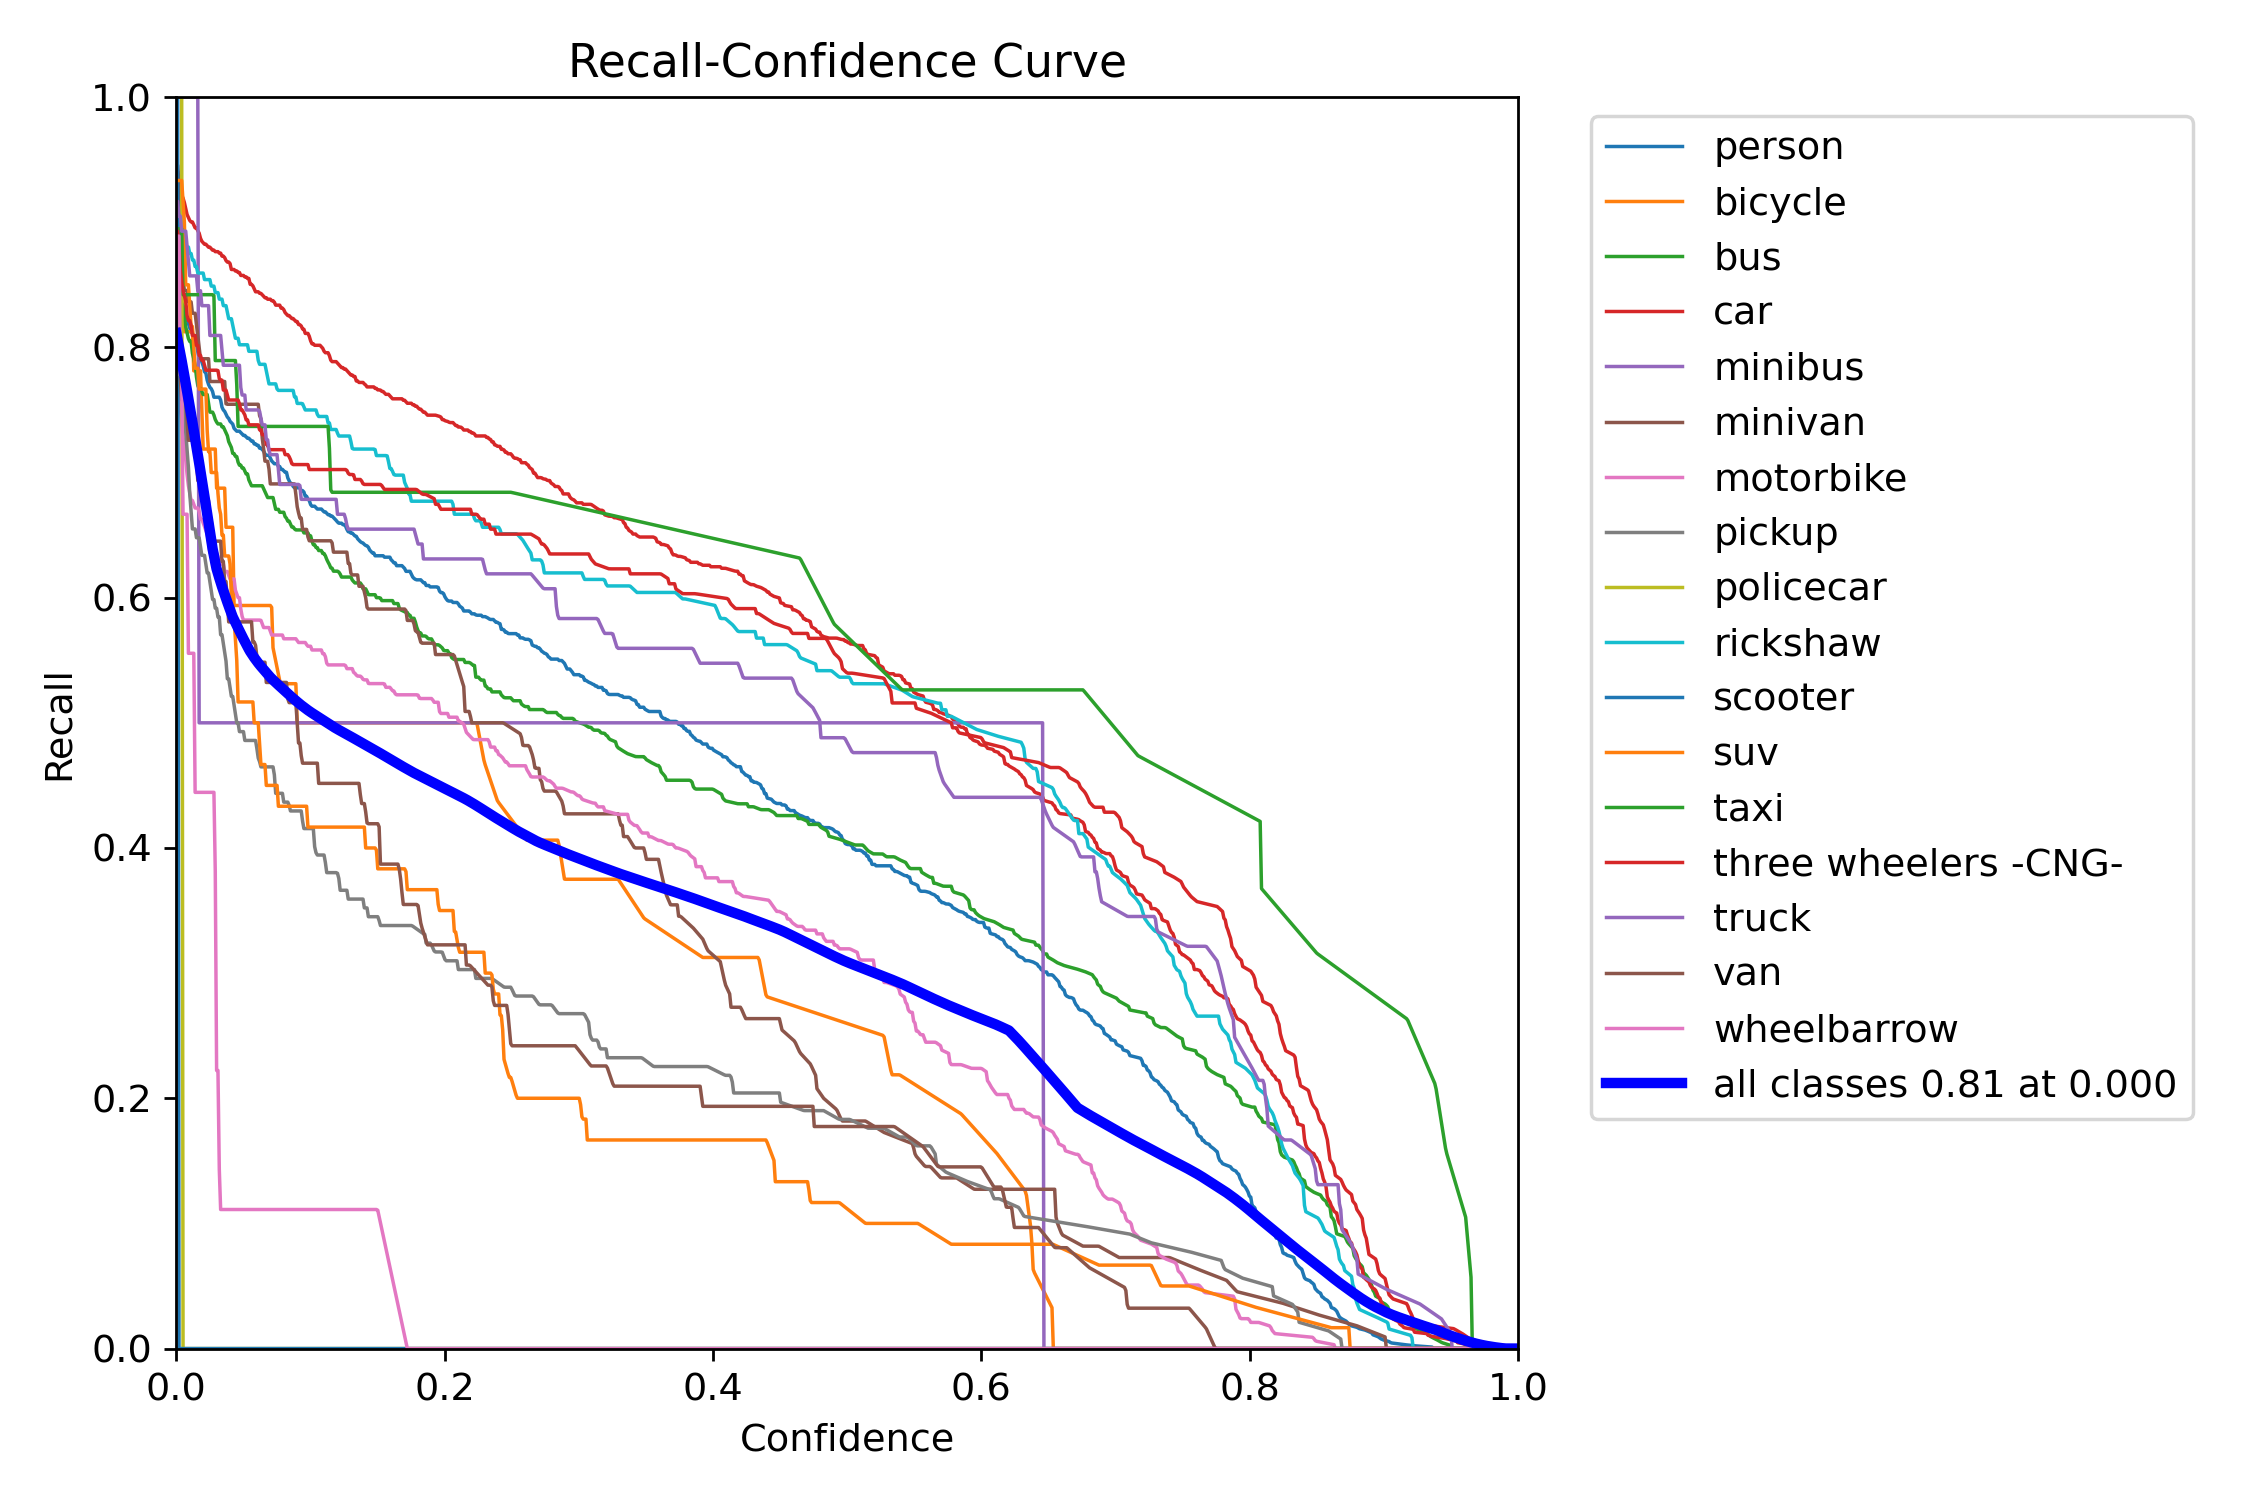 Recall-Confidence Curve
1.0
0.8
0.6
0.4
0.2
0.0
Recall
0.0 0.2 0.4 0.6 0.8 1.0
Confidence
person
bicycle
bus
car
minibus
minivan
motorbike
pickup
policecar
rickshaw
scooter
suv
taxi
three wheelers -CNG-
truck
van
wheelbarrow
all classes 0.81 at 0.000